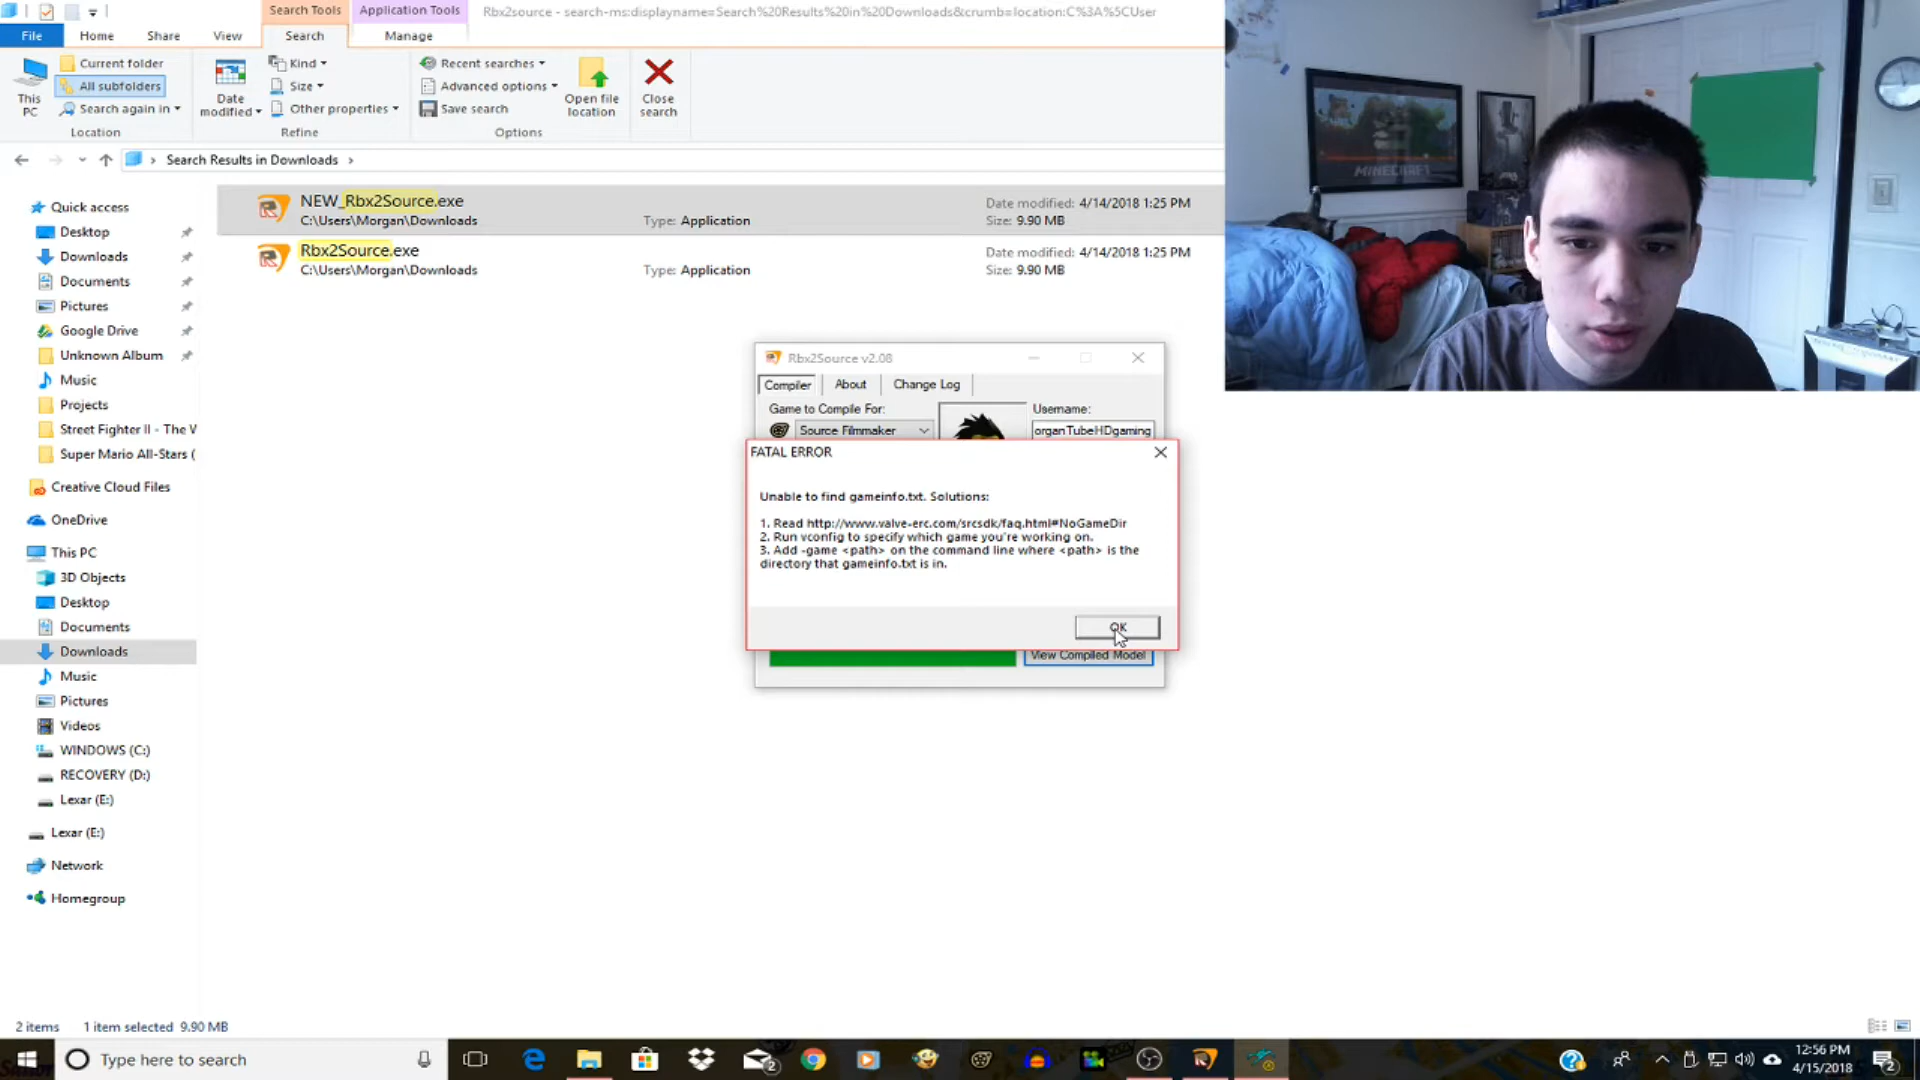 Search Tools
Application Tools
Rbx2source - search-ms:displayname=Search%20Results%20in%20Downloads&crumb=location:C%3A%5CUser
File
Home
Share
View
Search
Manage
This PC
Current folder
All subfolders
Search again in
Location
Date modified
Kind
Size
Other properties
Refine
Recent searches
Advanced options
Save search
Options
Open file location
Close search
Search Results in Downloads
Quick access
Desktop
Downloads
Documents
Pictures
Google Drive
Unknown Album
Music
Projects
Street Fighter II - The W
Super Mario All-Stars (
Creative Cloud Files
OneDrive
This PC
3D Objects
Desktop
Documents
Downloads
Music
Pictures
Videos
WINDOWS (C:)
RECOVERY (D:)
Lexar (E:)
Lexar (E:)
Network
Homegroup
NEW_Rbx2Source.exe
C:\Users\Morgan\Downloads
Type: Application
Date modified: 4/14/2018 1:25 PM
Size: 9.90 MB
Rbx2Source.exe
C:\Users\Morgan\Downloads
Type: Application
Date modified: 4/14/2018 1:25 PM
Size: 9.90 MB
Rbx2Source v2.08
Compiler
About
Change Log
Game to Compile For:
Source Filmmaker
Username:
organTubeHDgaming
FATAL ERROR
Unable to find gameinfo.txt. Solutions:
1. Read http://www.valve-erc.com/srcsdk/faq.html#NoGameDir
2. Run vconfig to specify which game you're working on.
3. Add -game <path> on the command line where <path> is the
directory that gameinfo.txt is in.
OK
View Compiled Model
MINECRAFT
2 items
1 item selected 9.90 MB
Type here to search
2
12:56 PM
4/15/2018
2